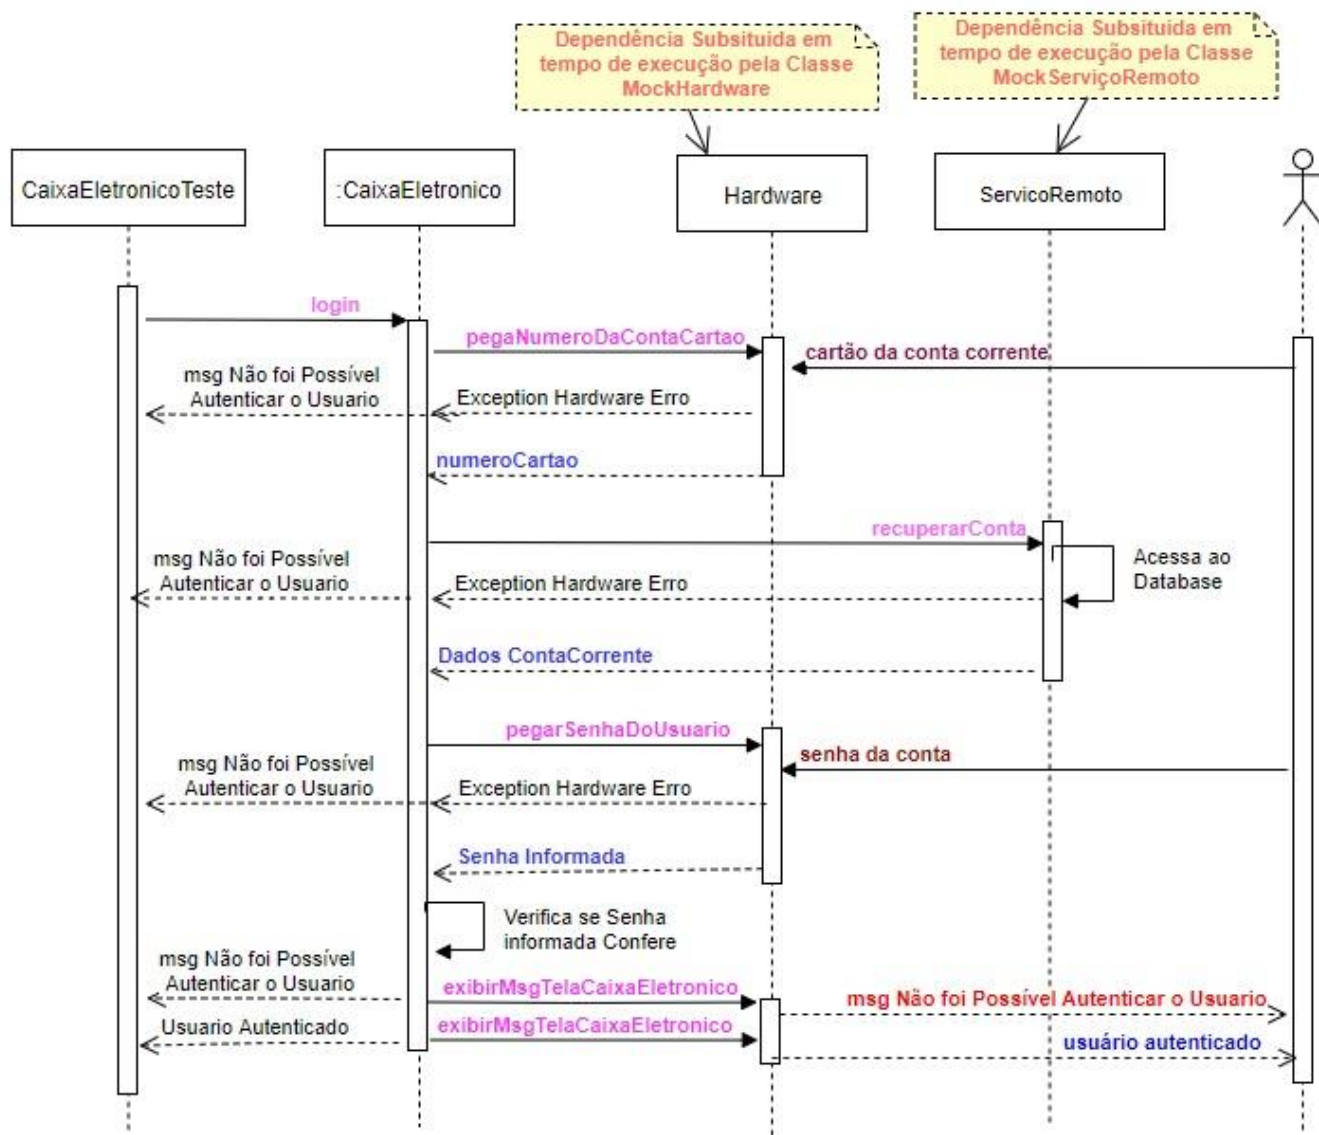 Dependência Subsituida em
tempo de execução pela Classe
MockHardware
Dependência Subsituida em
tempo de execução pela Classe
MockServiçoRemoto
CaixaEletronicoTeste
:CaixaEletronico
Hardware
ServicoRemoto
login
pegaNumeroDaContaCartao
cartão da conta corrente
msg Não foi Possível
Autenticar o Usuario
Exception Hardware Erro
numeroCartao
recuperarConta
msg Não foi Possível
Autenticar o Usuario
Exception Hardware Erro
Acessa ao
Database
Dados ContaCorrente
pegarSenhaDoUsuario
senha da conta
msg Não foi Possível
Autenticar o Usuario
Exception Hardware Erro
Senha Informada
Verifica se Senha
informada Confere
msg Não foi Possível
Autenticar o Usuario
exibirMsgTelaCaixaEletronico
msg Não foi Possível Autenticar o Usuario
Usuario Autenticado
exibirMsgTelaCaixaEletronico
usuário autenticado